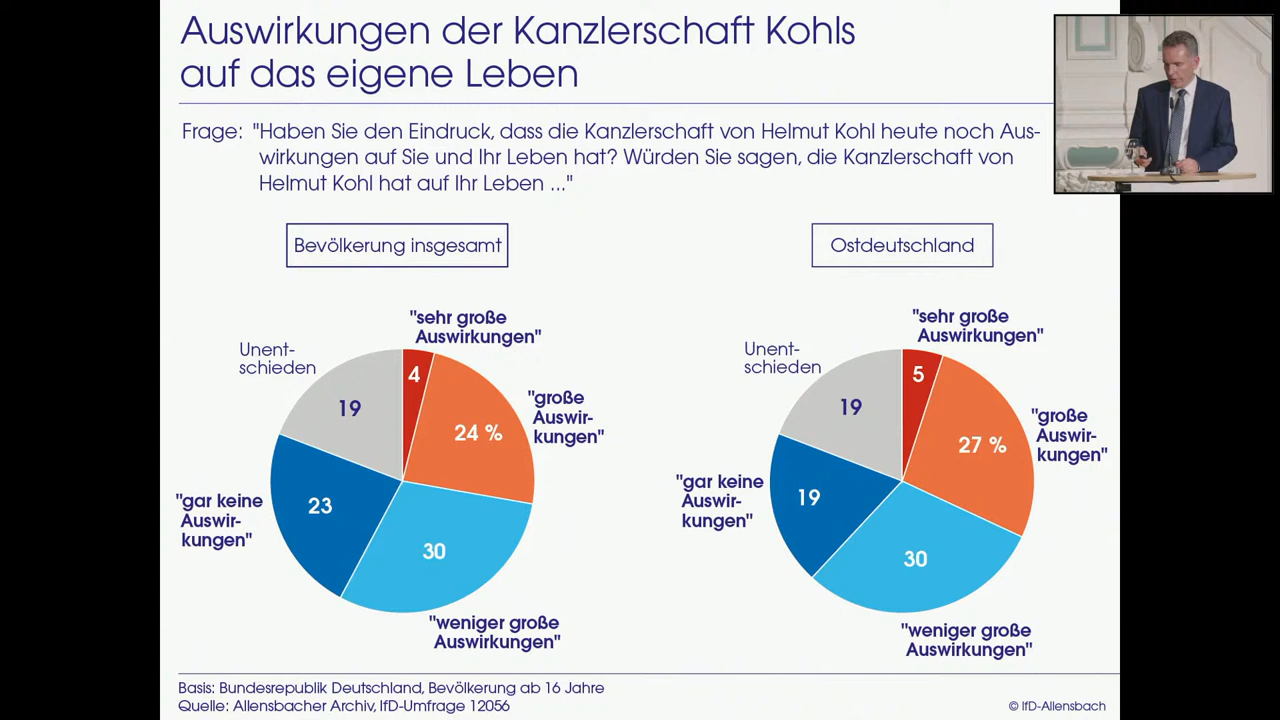 Auswirkungen der Kanzlerschaft Kohls
auf das eigene Leben
Frage: "Haben Sie den Eindruck, dass die Kanzlerschaft von Helmut Kohl heute noch Aus-
wirkungen auf Sie und Ihr Leben hat? Würden Sie sagen, die Kanzlerschaft von
Helmut Kohl hat auf Ihr Leben ..."
Bevölkerung insgesamt
"sehr große
Auswirkungen"
Unent-
schieden
4
19
24 %
"große
Auswir-
kungen"
"gar keine
Auswir-
kungen"
23
30
"weniger große
Auswirkungen"
Ostdeutschland
"sehr große
Auswirkungen"
Unent-
schieden
5
19
27 %
"große
Auswir-
kungen"
"gar keine
Auswir-
kungen"
19
30
"weniger große
Auswirkungen"
Basis: Bundesrepublik Deutschland, Bevölkerung ab 16 Jahre
Quelle: Allensbacher Archiv, IfD-Umfrage 12056
© IfD-Allensbach